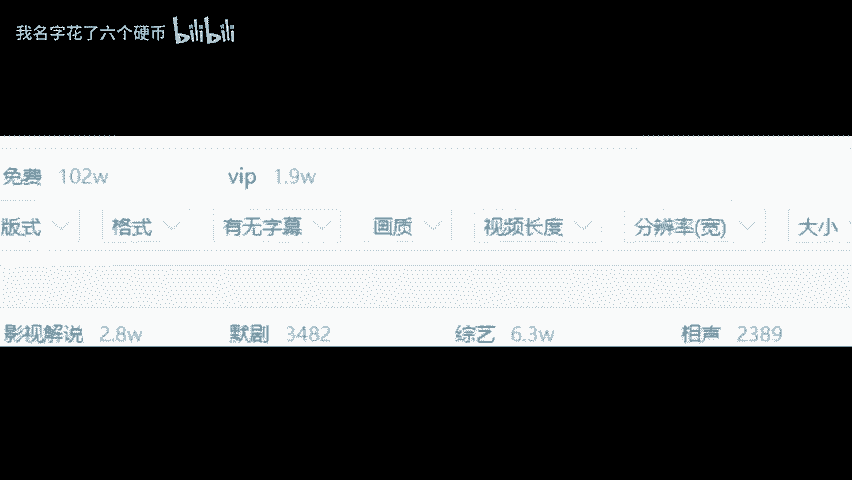 我名字花了六个硬币 bilibili
免费 102w vip 1.9w
版式 格式 有无字幕 画质 视频长度 分辨率(宽) 大小
影视解说 2.8w 默剧 3482 综艺 6.3w 相声 2389